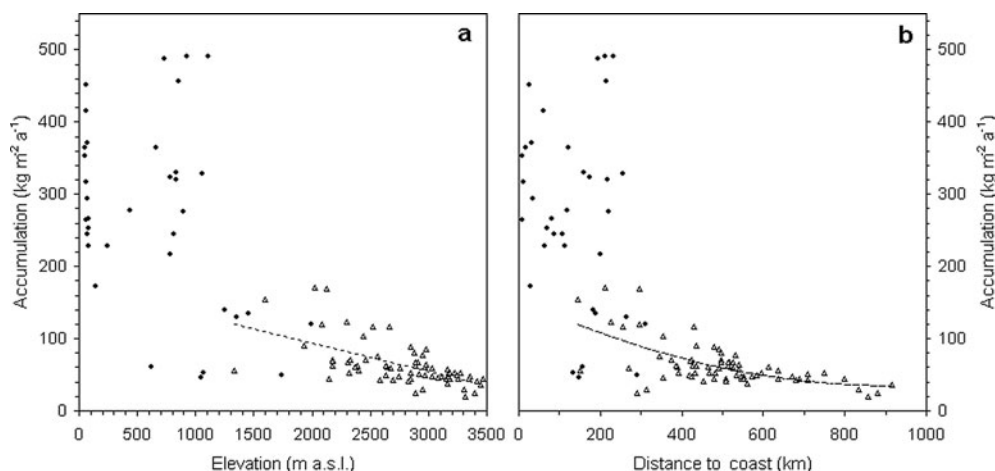 a
b
500
400
300
200
100
0
Accumulation (kg m⁻² a⁻¹)
0 500 1000 1500 2000 2500 3000 3500
Elevation (m a.s.l.)
0 200 400 600 800 1000
Distance to coast (km)
500
400
300
200
100
0
Accumulation (kg m⁻² a⁻¹)